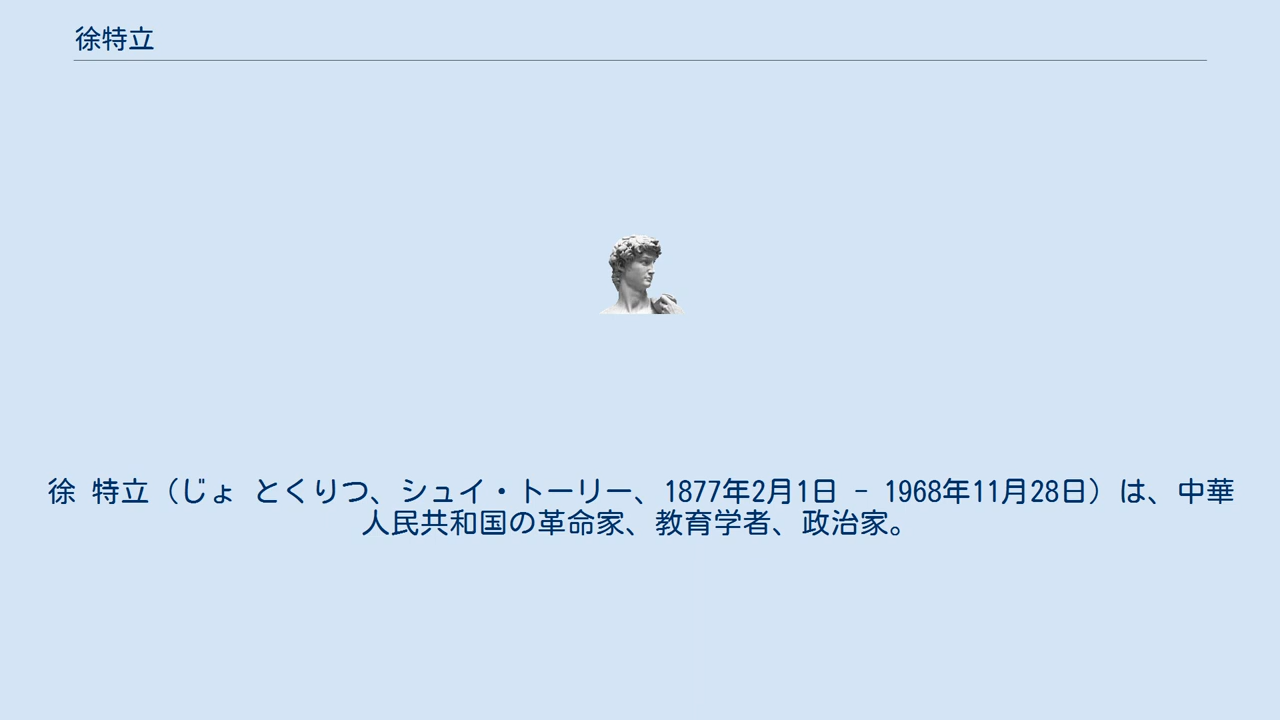 徐特立
徐 特立（じょ とくりつ、シュイ・トーリー、1877年2月1日 - 1968年11月28日）は、中華
人民共和国の革命家、教育学者、政治家。